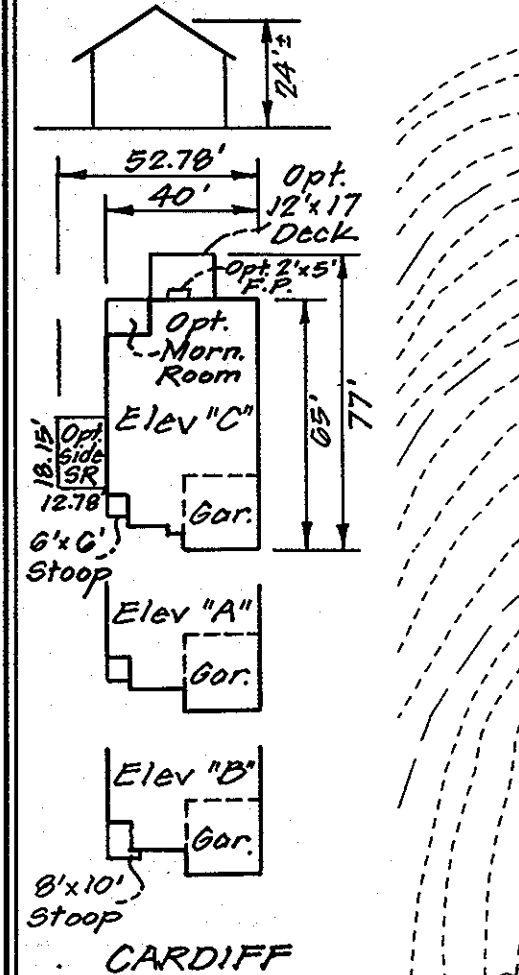 24'±
52.78'
40'
Opt.
12'x17
Deck
Opt. 2'x5'
F.P.
Opt.
Morn.
Room
Elev "C"
65'
77'
18.15'
Opt.
Side
SR
12.78'
Gar.
6'x6'
Stoop
Elev "A"
Gar.
Elev "B"
Gar.
8'x10'
Stoop
CARDIFF